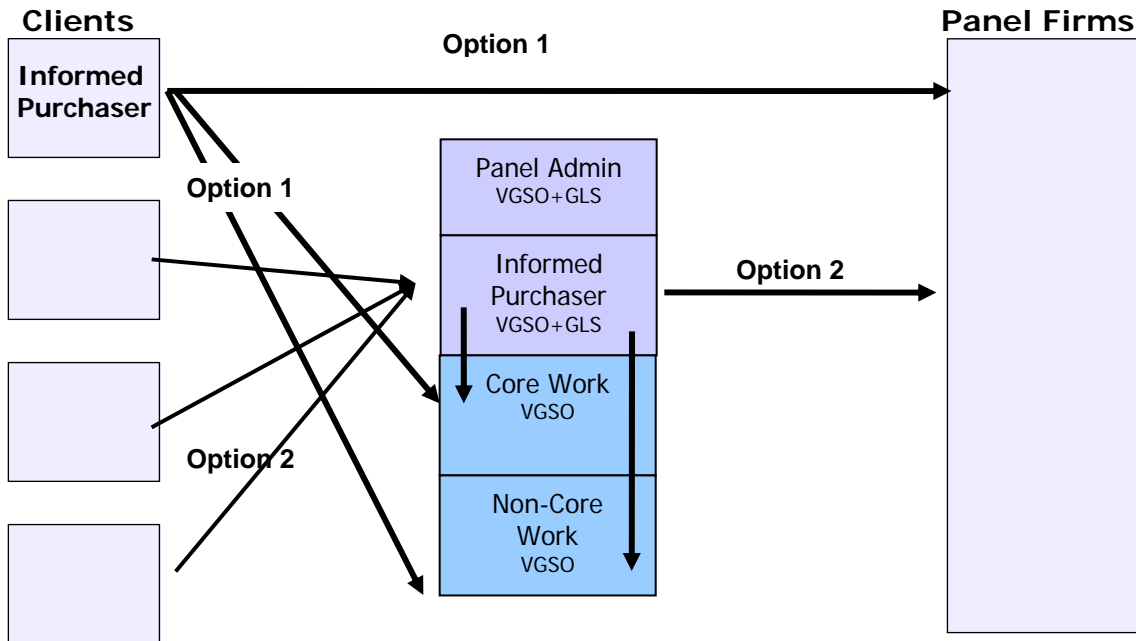 Clients
Panel Firms
Option 1
Informed
Purchaser
Option 1
Panel Admin
VGSO+GLS
Informed
Purchaser
VGSO+GLS
Option 2
Core Work
VGSO
Option 2
Non-Core
Work
VGSO